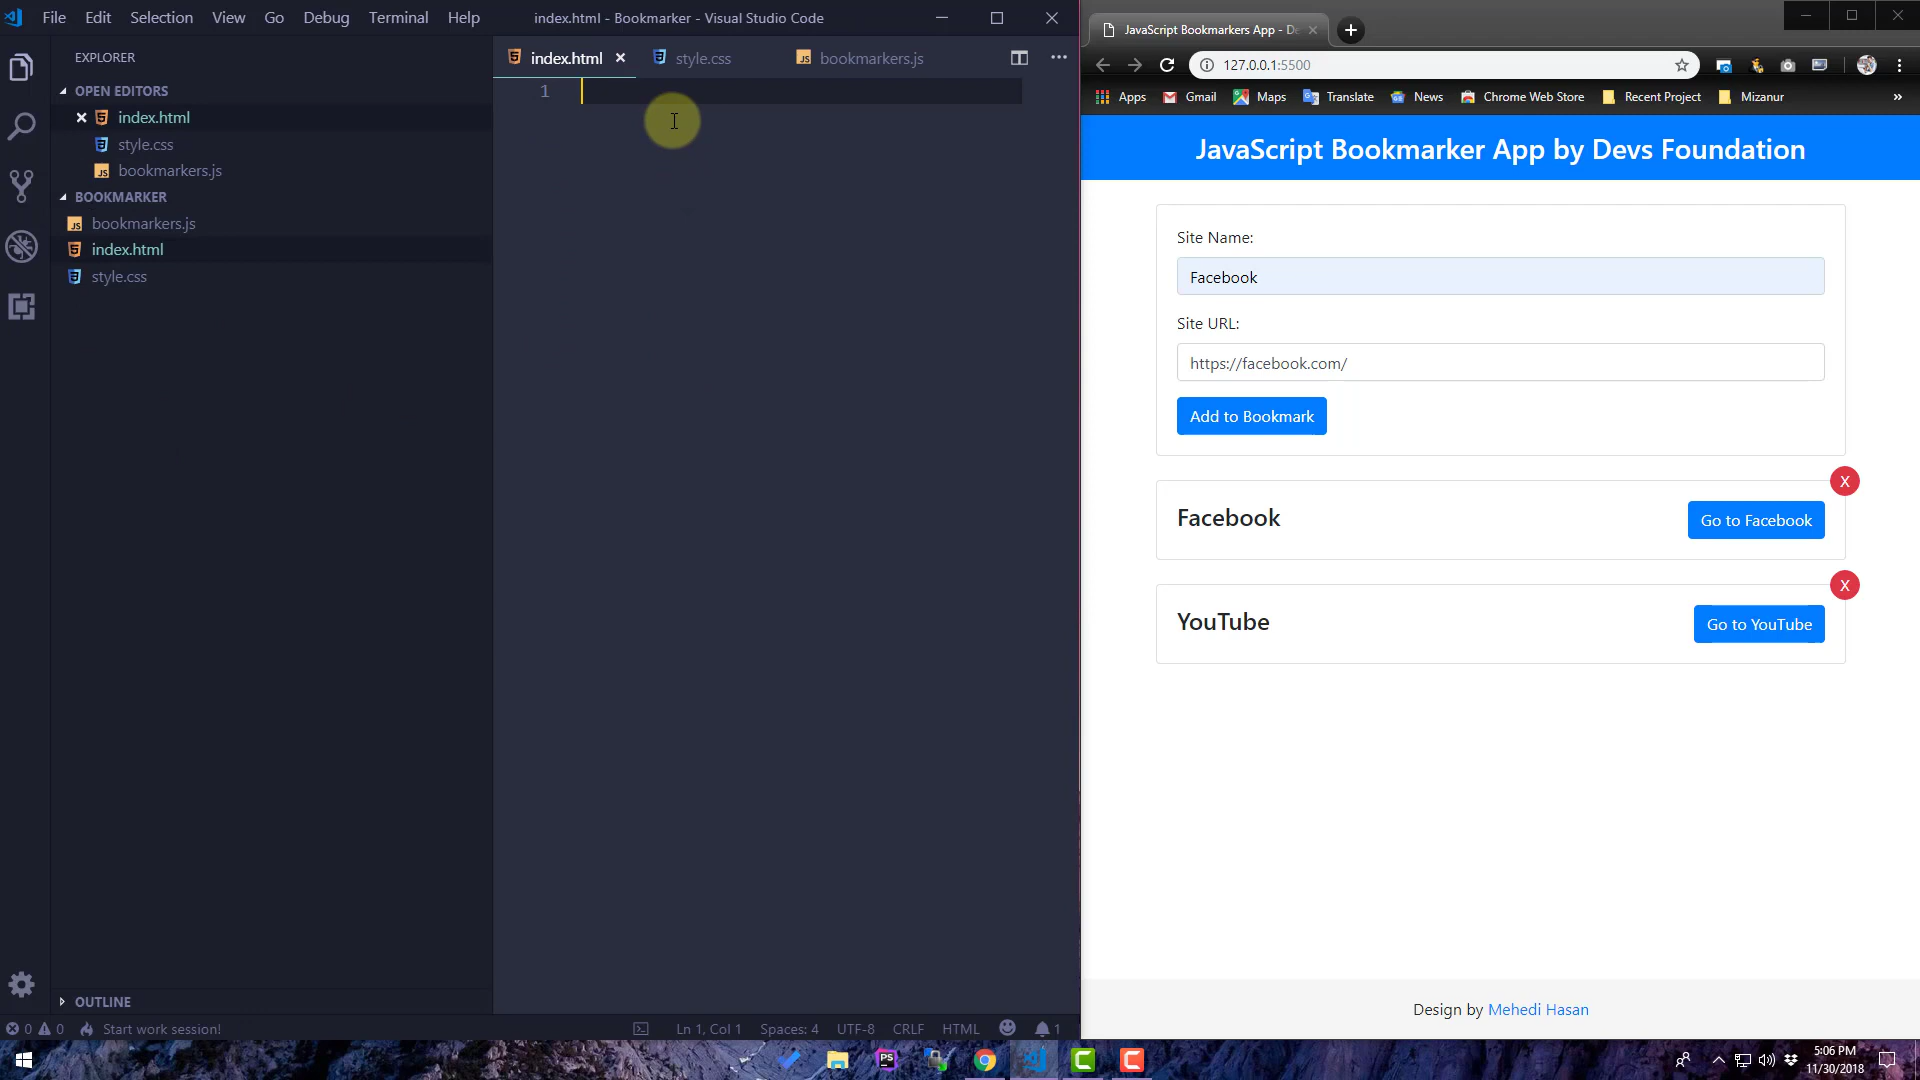 File Edit Selection View Go Debug Terminal Help
index.html - Bookmarker - Visual Studio Code
EXPLORER
OPEN EDITORS
index.html
style.css
JS bookmarkers.js
BOOKMARKER
JS bookmarkers.js
index.html
style.css
OUTLINE
index.html
style.css
JS bookmarkers.js
1
0 0 Start work session!
Ln 1, Col 1 Spaces: 4 UTF-8 CRLF HTML 1
JavaScript Bookmarkers App - De
127.0.0.1:5500
Apps Gmail Maps Translate News Chrome Web Store Recent Project Mizanur »
JavaScript Bookmarker App by Devs Foundation
Site Name:
Facebook
Site URL:
https://facebook.com/
Add to Bookmark
X
Facebook
Go to Facebook
X
YouTube
Go to YouTube
Design by Mehedi Hasan
PS
5:06 PM
11/30/2018